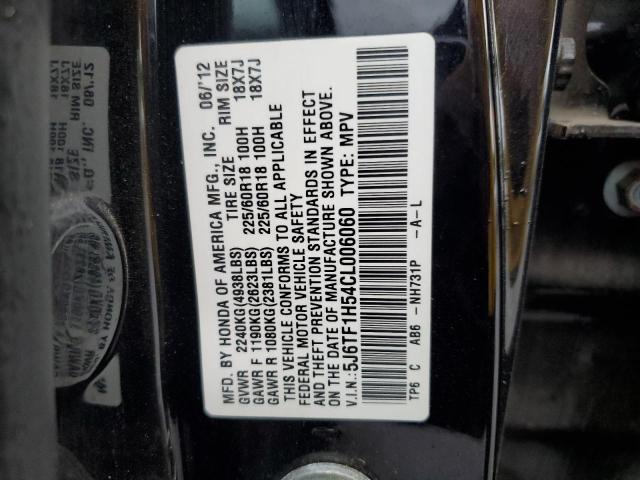 MFD. BY HONDA OF AMERICA MFG., INC. 06/'12
TIRE SIZE RIM SIZE
GVWR 2240KG(4938LBS)
GAWR F 1190KG(2623LBS) 225/60R18 100H 18X7J
GAWR R 1080KG(2381LBS) 225/60R18 100H 18X7J
THIS VEHICLE CONFORMS TO ALL APPLICABLE
FEDERAL MOTOR VEHICLE SAFETY
AND THEFT PREVENTION STANDARDS IN EFFECT
ON THE DATE OF MANUFACTURE SHOWN ABOVE.
V.I.N.: 5J6TF1H54CL006060 TYPE: MPV
TP6 C AB6 -NH731P -A-L